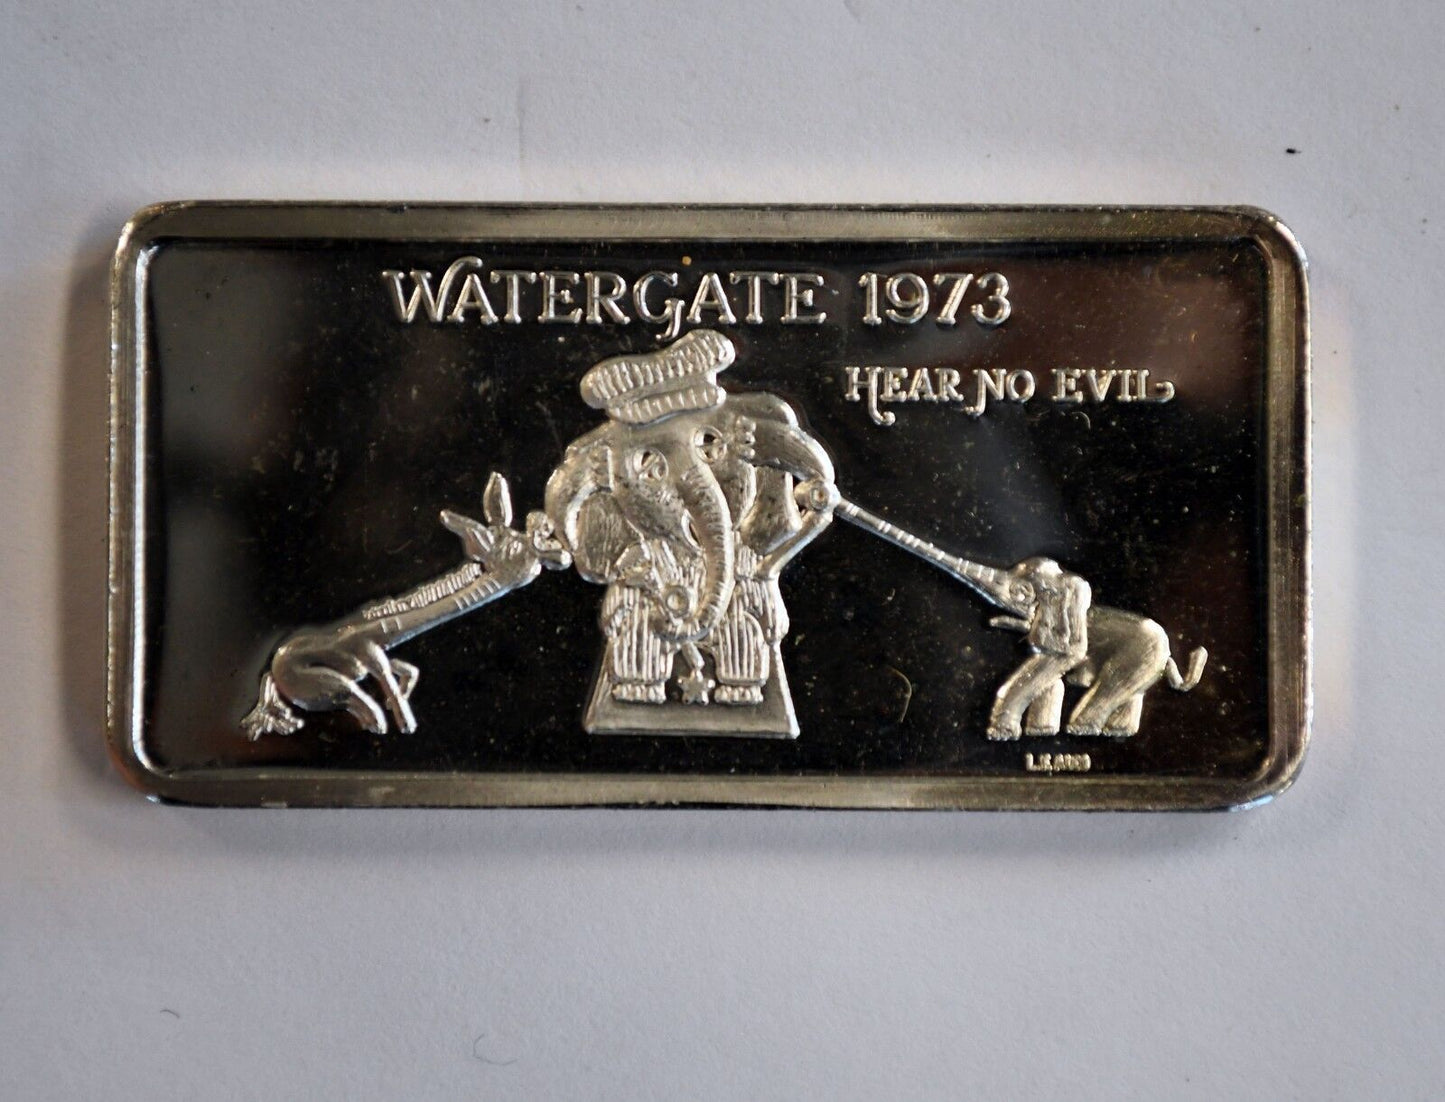 WATERGATE 1973
HEAR NO EVIL